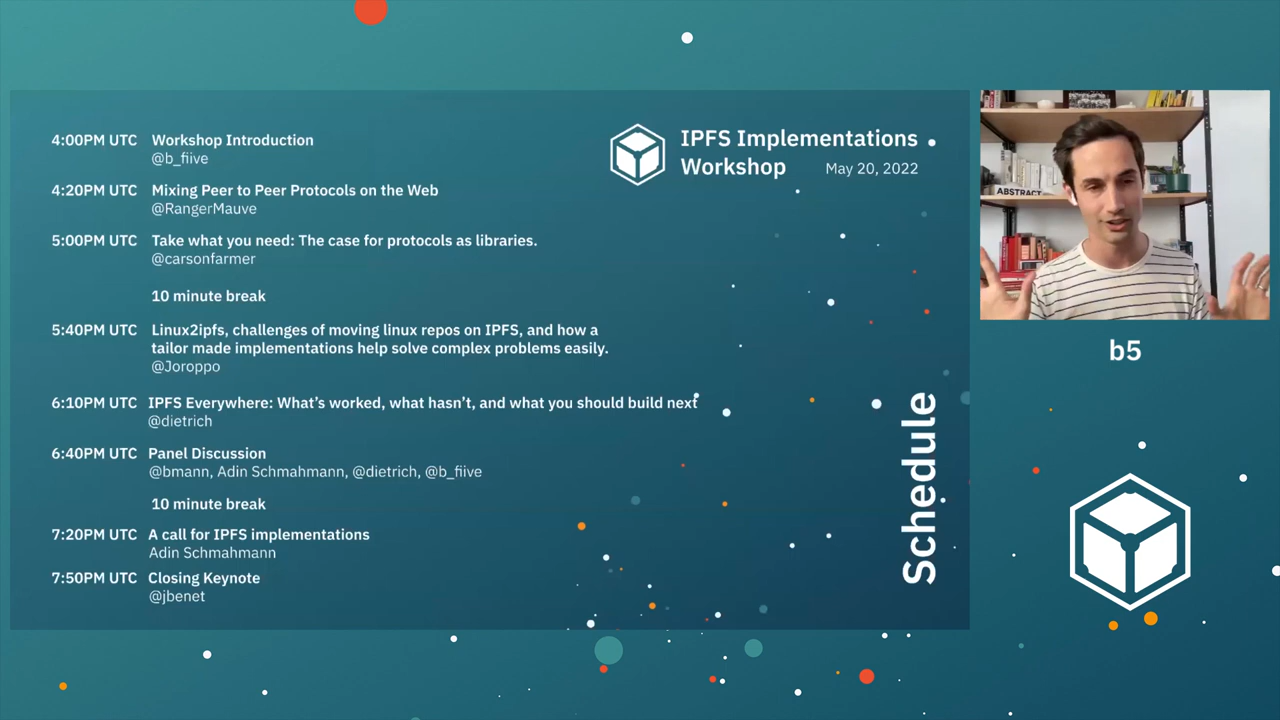 4:00PM UTC Workshop Introduction
@b_fiive
4:20PM UTC Mixing Peer to Peer Protocols on the Web
@RangerMauve
5:00PM UTC Take what you need: The case for protocols as libraries.
@carsonfarmer
10 minute break
5:40PM UTC Linux2ipfs, challenges of moving linux repos on IPFS, and how a
tailor made implementations help solve complex problems easily.
@Joroppo
6:10PM UTC IPFS Everywhere: What's worked, what hasn't, and what you should build next
@dietrich
6:40PM UTC Panel Discussion
@bmann, Adin Schmahmann, @dietrich, @b_fiive
10 minute break
7:20PM UTC A call for IPFS implementations
Adin Schmahmann
7:50PM UTC Closing Keynote
@jbenet
IPFS Implementations
Workshop May 20, 2022
Schedule
ABSTRACT
b5